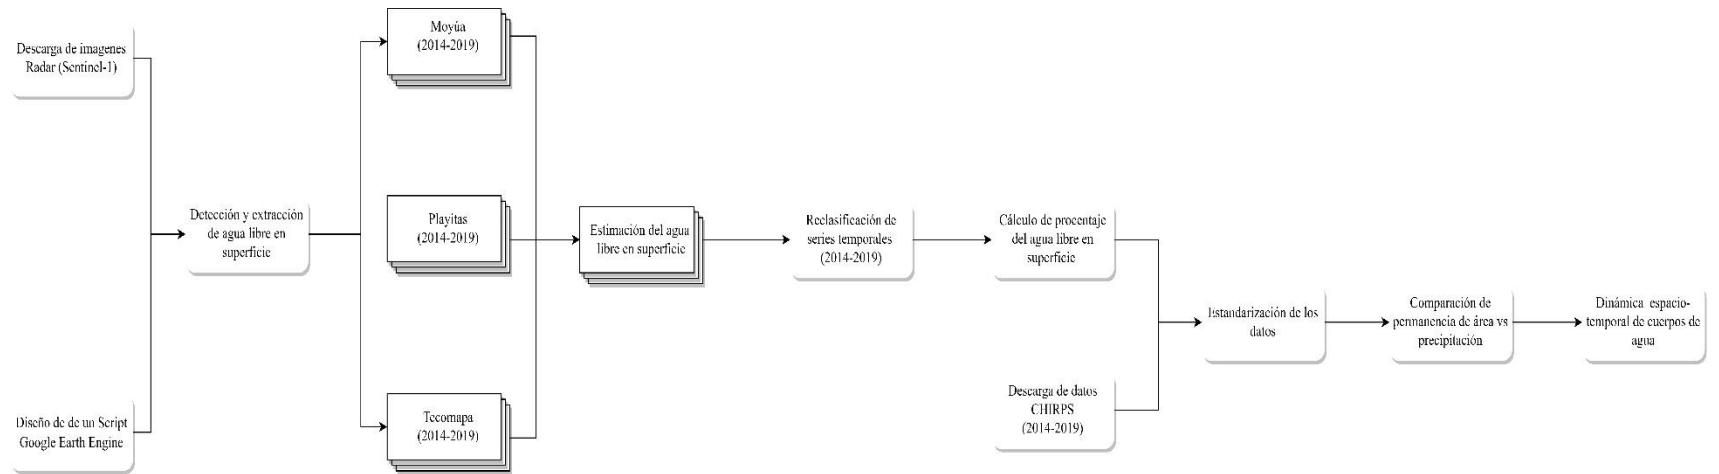 Descarga de imagenes
Radar (Sentinel-1)
Diseño de de un Script
Google Earth Engine
Detección y extracción
de agua libre en
superficie
Moyúa
(2014-2019)
Playitas
(2014-2019)
Tecomapa
(2014-2019)
Estimación del agua
libre en superficie
Reclasificación de
series temporales
(2014-2019)
Cálculo de procentaje
del agua libre en
superficie
Descarga de datos
CHIRPS
(2014-2019)
Estandarización de los
datos
Comparación de
permanencia de área vs
precipitación
Dinámica espacio-
temporal de cuerpos de
agua